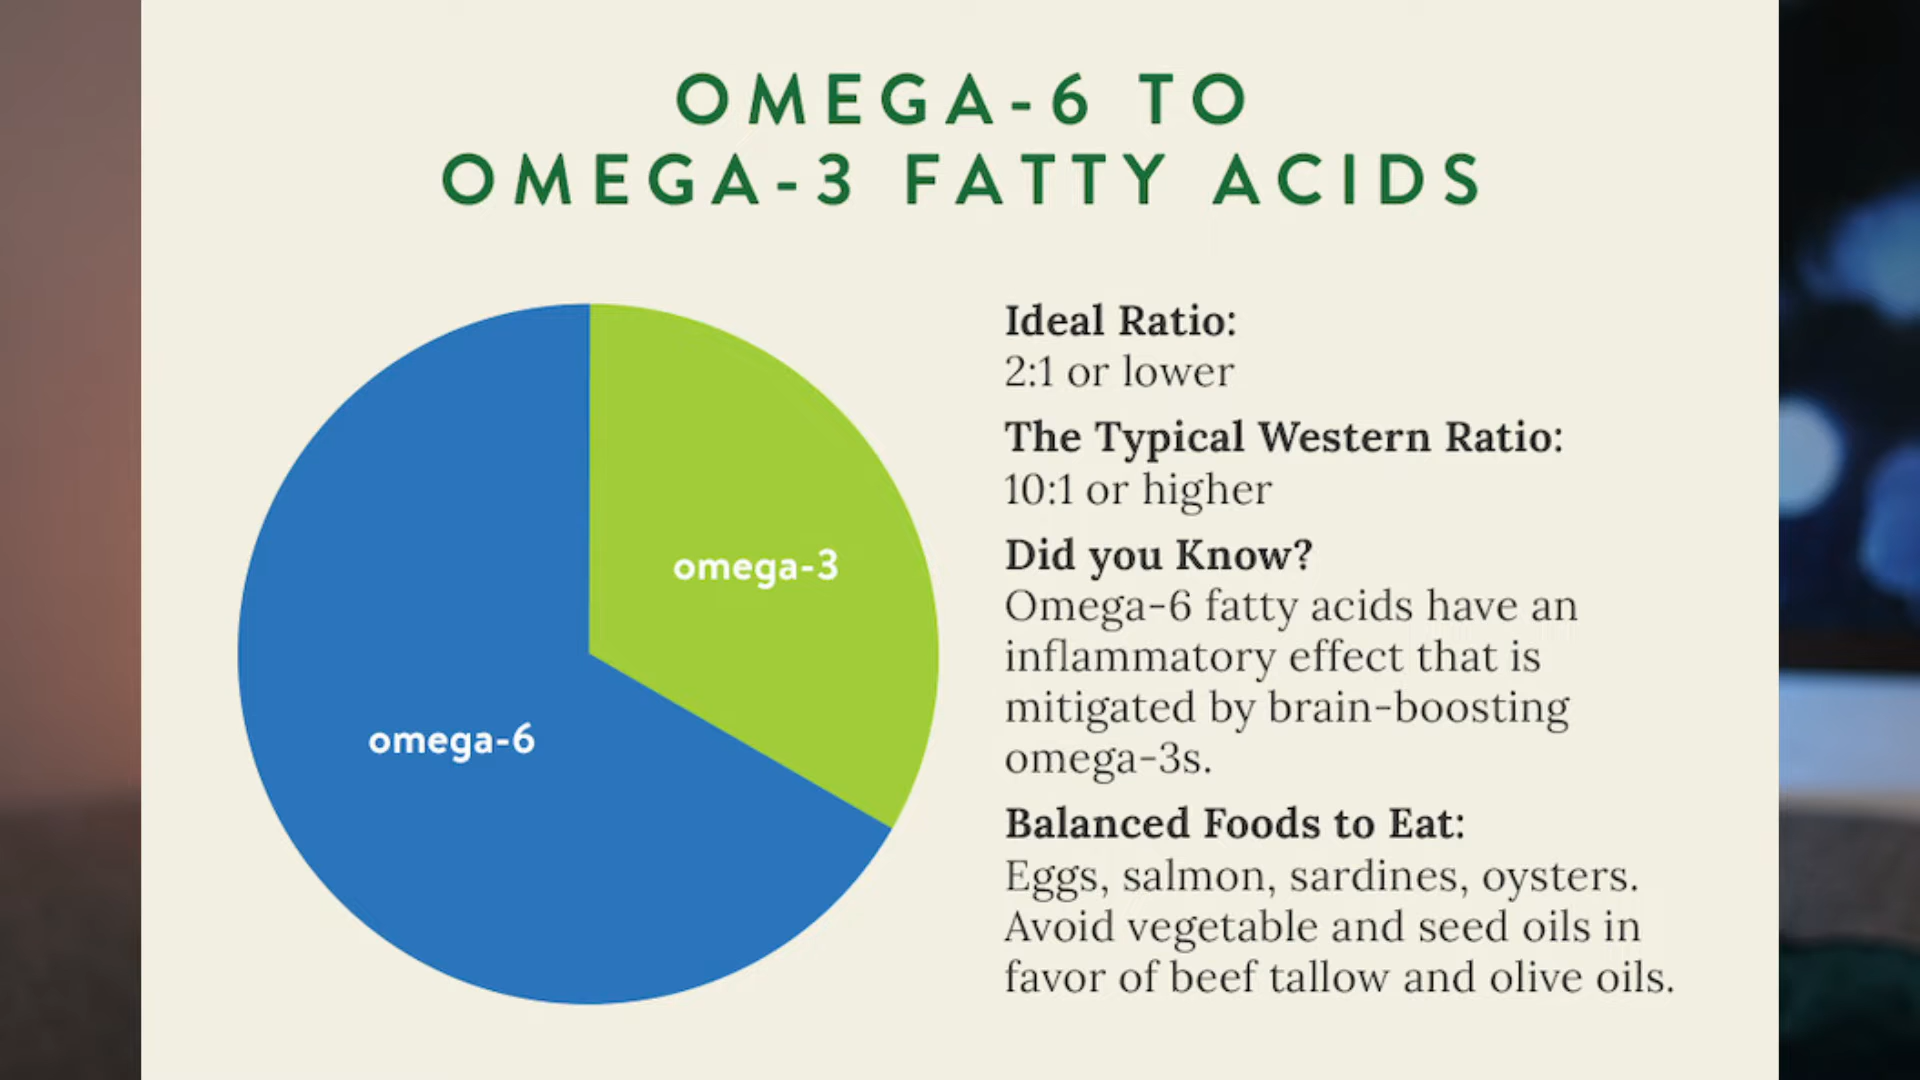 OMEGA-6 TO
OMEGA-3 FATTY ACIDS
omega-3
omega-6
Ideal Ratio:
2:1 or lower
The Typical Western Ratio:
10:1 or higher
Did you Know?
Omega-6 fatty acids have an
inflammatory effect that is
mitigated by brain-boosting
omega-3s.
Balanced Foods to Eat:
Eggs, salmon, sardines, oysters.
Avoid vegetable and seed oils in
favor of beef tallow and olive oils.